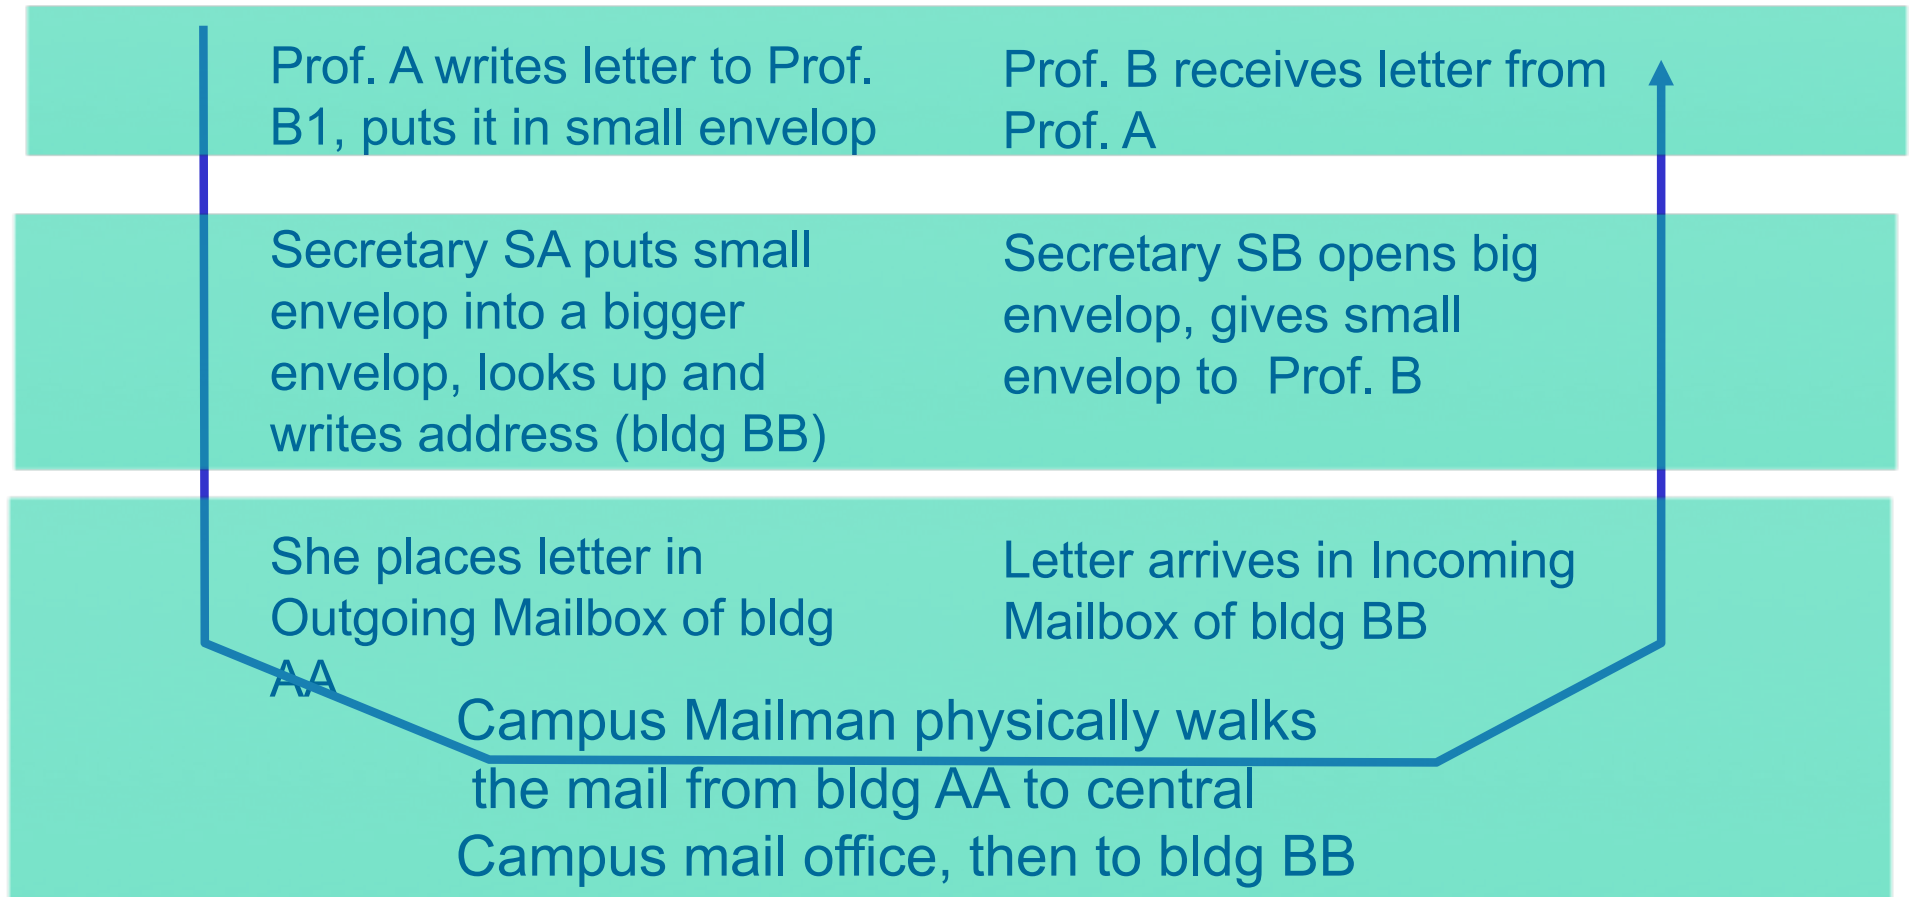 Prof. A writes letter to Prof.
B1, puts it in small envelop
Prof. B receives letter from
Prof. A
Secretary SA puts small
envelop into a bigger
envelop, looks up and
writes address (bldg BB)
Secretary SB opens big
envelop, gives small
envelop to Prof. B
She places letter in
Outgoing Mailbox of bldg
AA
Letter arrives in Incoming
Mailbox of bldg BB
Campus Mailman physically walks
the mail from bldg AA to central
Campus mail office, then to bldg BB